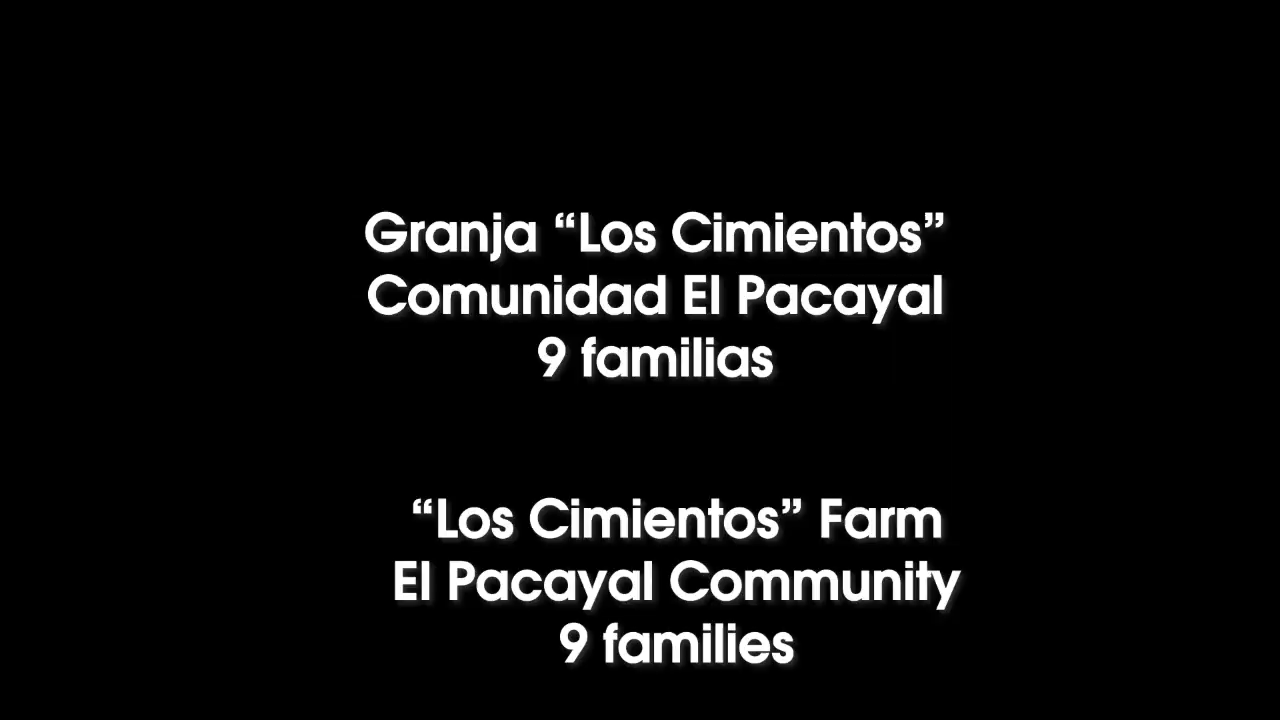 Granja “Los Cimientos”
Comunidad El Pacayal
9 familias
“Los Cimientos” Farm
El Pacayal Community
9 families